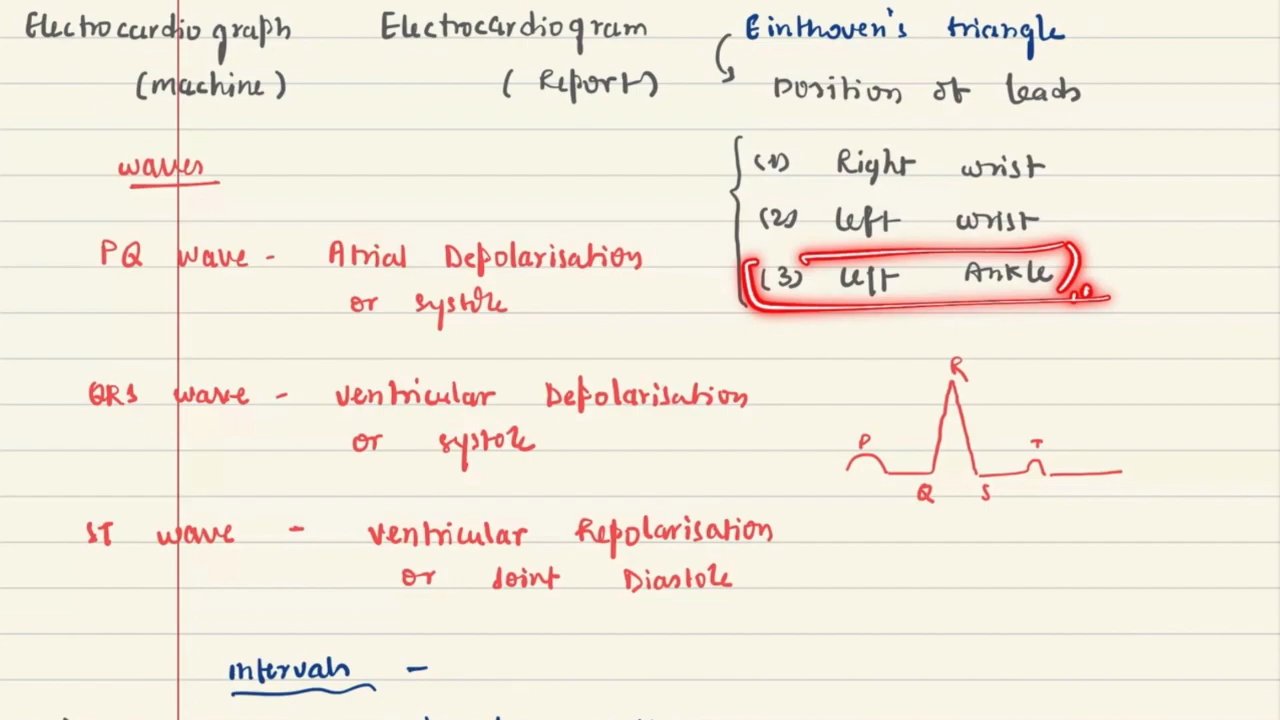 Electrocardiograph Electrocardiogram Einthoven's triangle
(machine) (Report) Position of leads
waves
(1) Right wrist
(2) left wrist
(3) left Ankle
PQ wave - Atrial Depolarisation
or systole
QRS wave - ventricular Depolarisation
or systole
P Q R S T
ST wave - ventricular Repolarisation
or Joint Diastole
intervals -